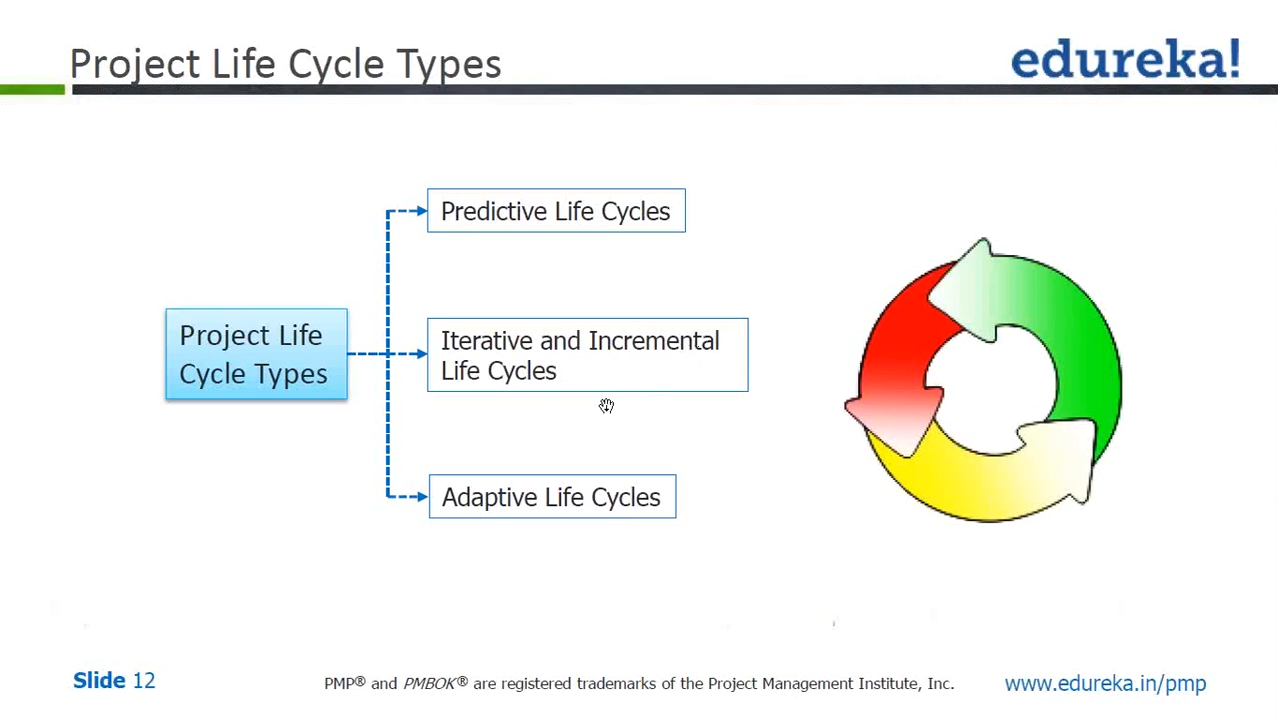 Project Life Cycle Types
edureka!
Predictive Life Cycles
Project Life
Cycle Types
Iterative and Incremental
Life Cycles
Adaptive Life Cycles
Slide 12
PMP® and PMBOK® are registered trademarks of the Project Management Institute, Inc.
www.edureka.in/pmp